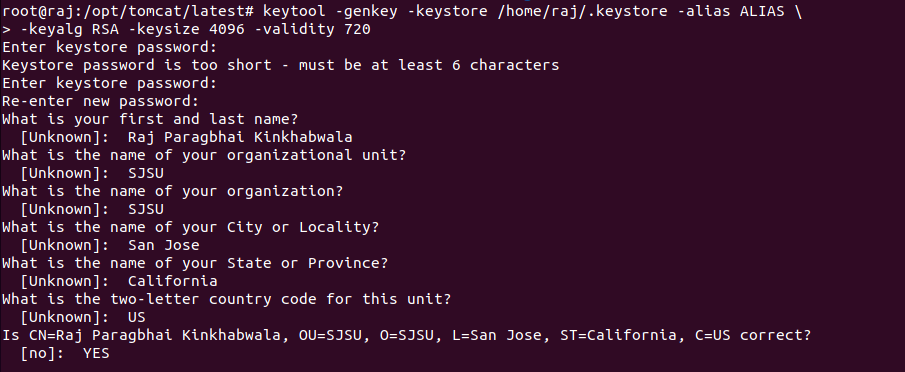 root@raj:/opt/tomcat/latest# keytool -genkey -keystore /home/raj/.keystore -alias ALIAS \
> -keyalg RSA -keysize 4096 -validity 720
Enter keystore password:
Keystore password is too short - must be at least 6 characters
Enter keystore password:
Re-enter new password:
What is your first and last name?
  [Unknown]:  Raj Paragbhai Kinkhabwala
What is the name of your organizational unit?
  [Unknown]:  SJSU
What is the name of your organization?
  [Unknown]:  SJSU
What is the name of your City or Locality?
  [Unknown]:  San Jose
What is the name of your State or Province?
  [Unknown]:  California
What is the two-letter country code for this unit?
  [Unknown]:  US
Is CN=Raj Paragbhai Kinkhabwala, OU=SJSU, O=SJSU, L=San Jose, ST=California, C=US correct?
  [no]:  YES